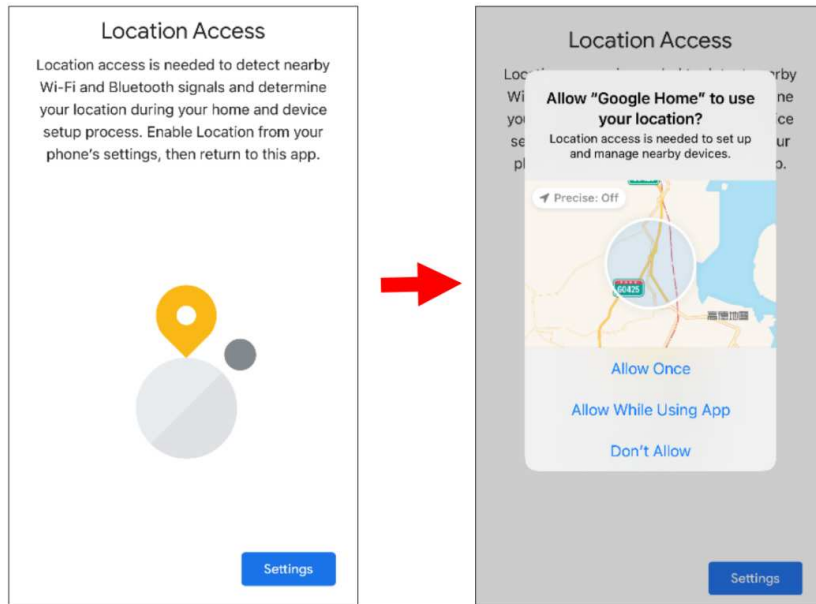 Location Access
Location access is needed to detect nearby
Wi-Fi and Bluetooth signals and determine
your location during your home and device
setup process. Enable Location from your
phone's settings, then return to this app.
Settings
Location Access
Allow "Google Home" to use
your location?
Location access is needed to set up
and manage nearby devices.
Precise: Off
G0425
高德地圖
Allow Once
Allow While Using App
Don't Allow
Settings